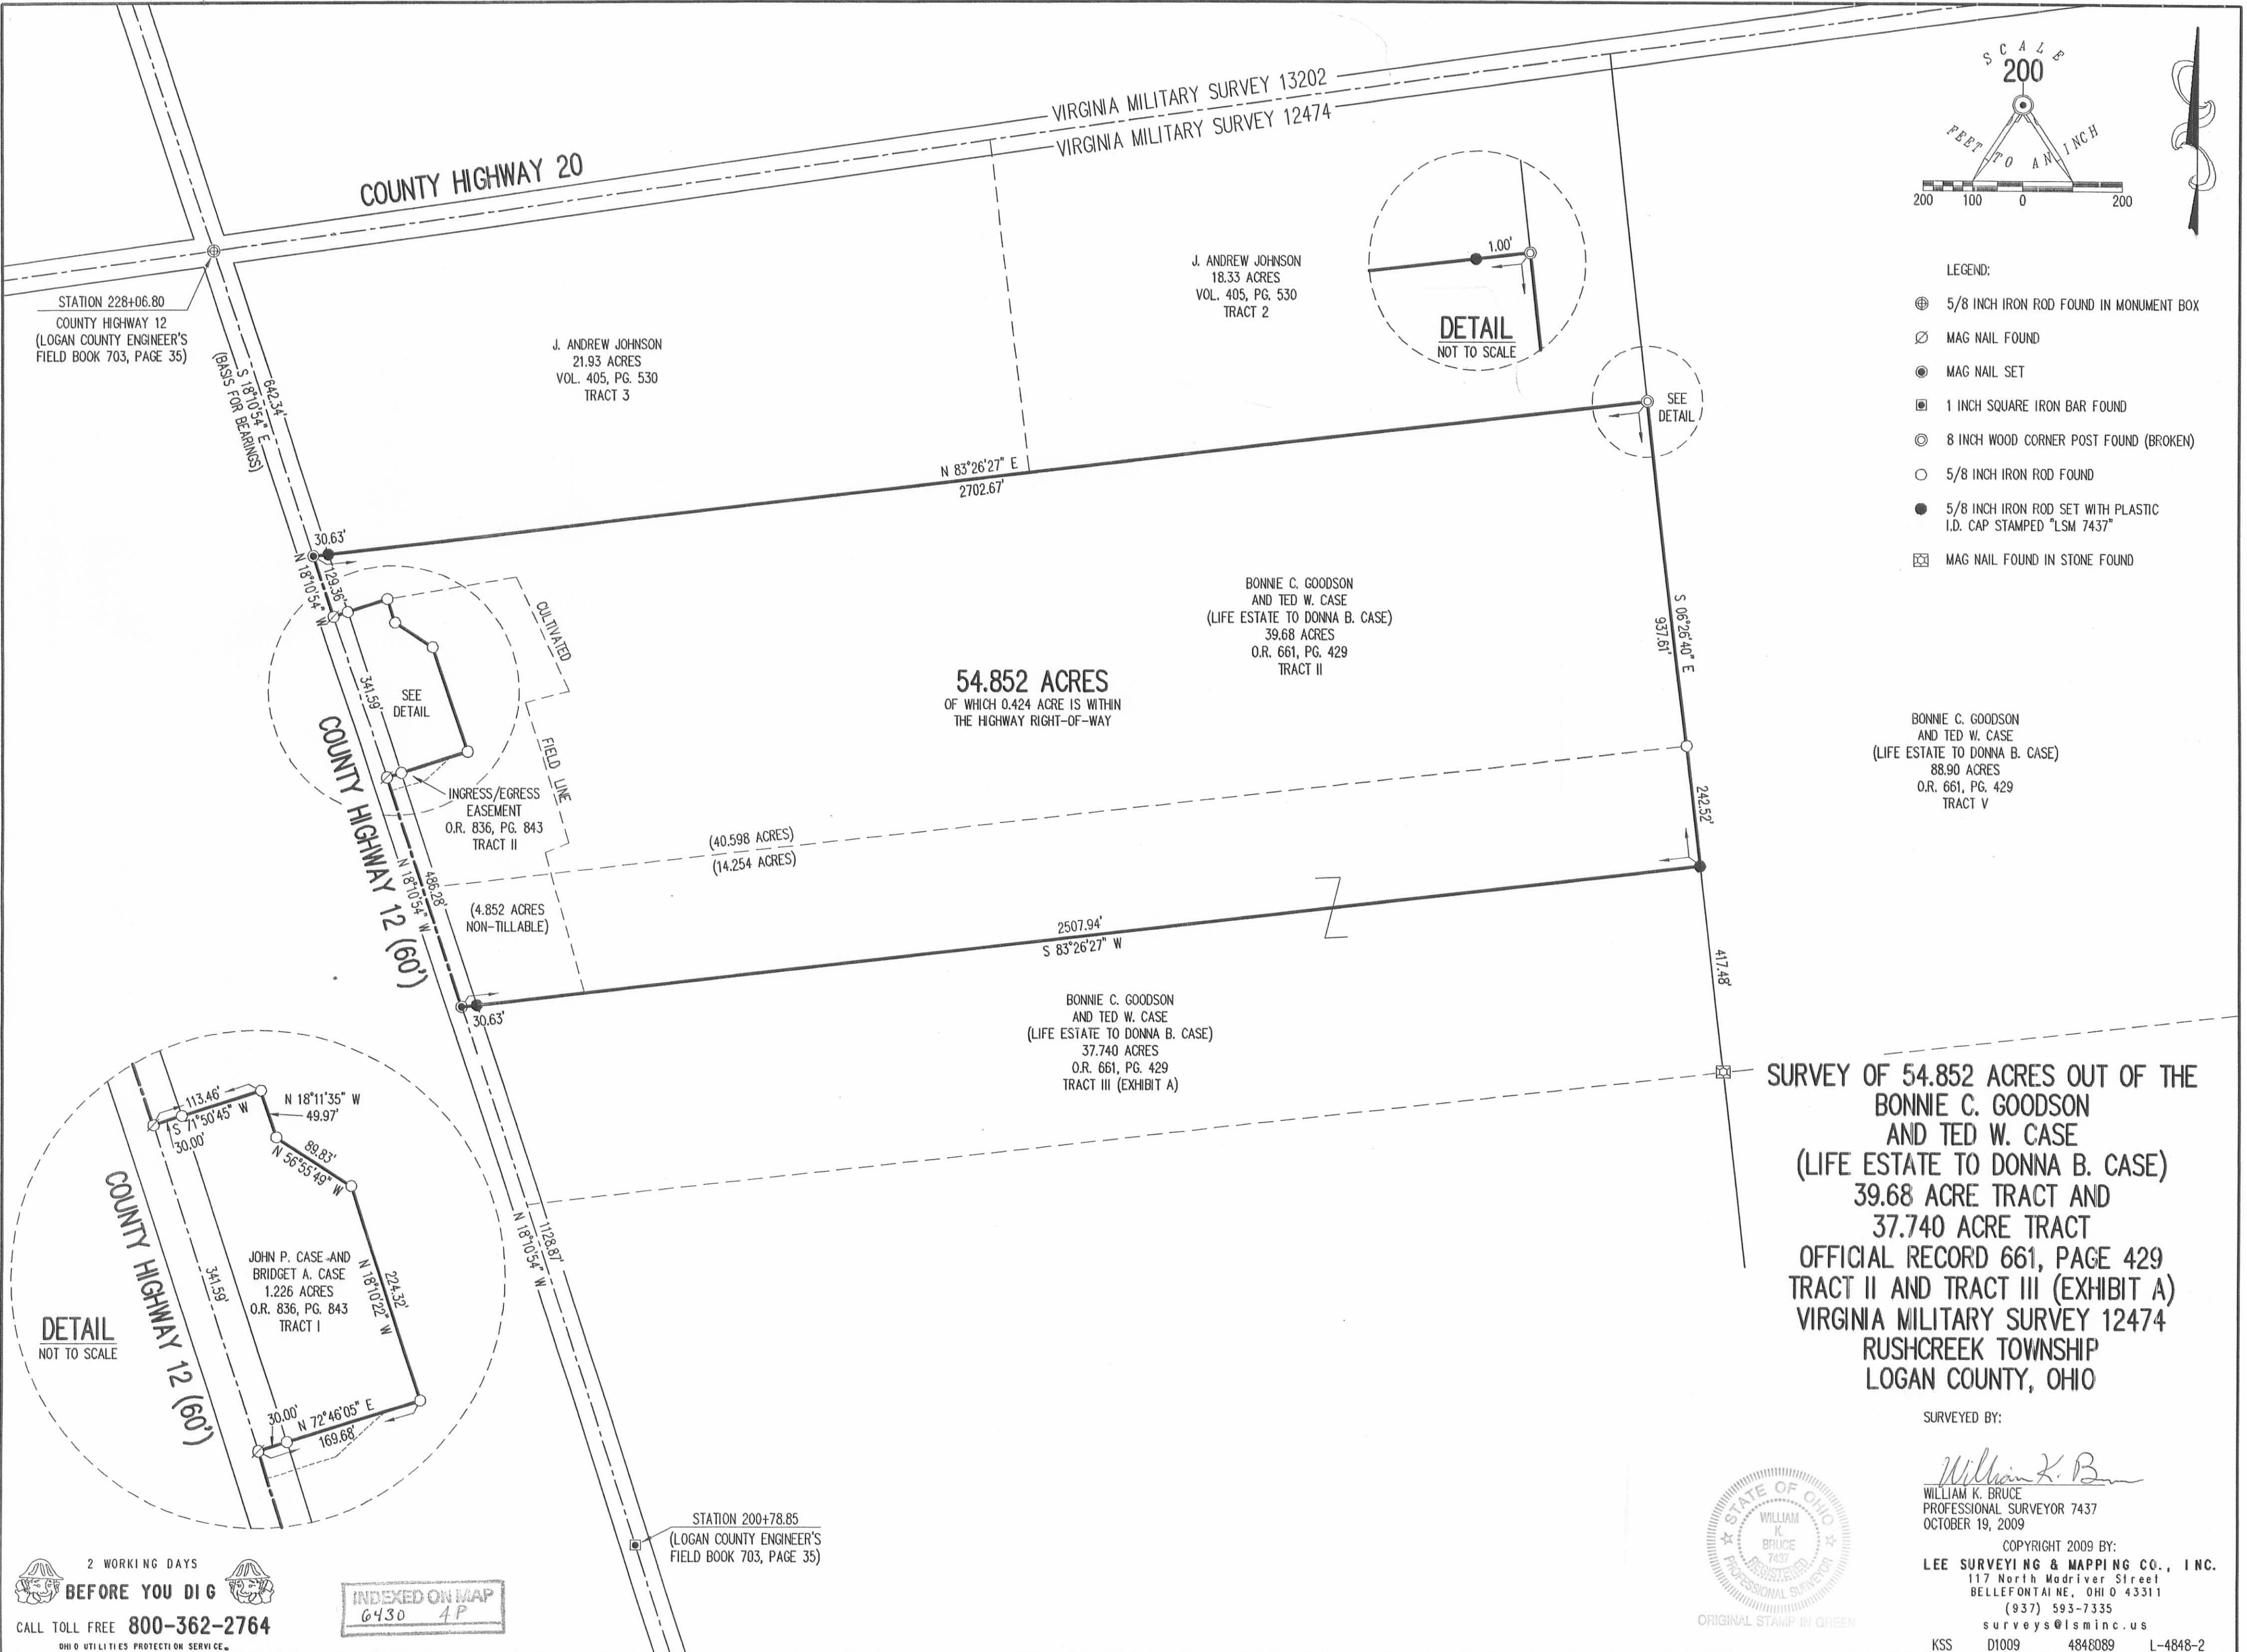 VIRGINIA MILITARY SURVEY 13202
VIRGINIA MILITARY SURVEY 12474
COUNTY HIGHWAY 20
SCALE
200
FEET TO AN INCH
200 100 0 200
LEGEND:
5/8 INCH IRON ROD FOUND IN MONUMENT BOX
MAG NAIL FOUND
MAG NAIL SET
1 INCH SQUARE IRON BAR FOUND
8 INCH WOOD CORNER POST FOUND (BROKEN)
5/8 INCH IRON ROD FOUND
5/8 INCH IRON ROD SET WITH PLASTIC
I.D. CAP STAMPED "LSM 7437"
MAG NAIL FOUND IN STONE FOUND
STATION 228+06.80
COUNTY HIGHWAY 12
(LOGAN COUNTY ENGINEER'S
FIELD BOOK 703, PAGE 35)
642.34'
S 18°10'54" E
(BASIS FOR BEARINGS)
J. ANDREW JOHNSON
21.93 ACRES
VOL. 405, PG. 530
TRACT 3
J. ANDREW JOHNSON
18.33 ACRES
VOL. 405, PG. 530
TRACT 2
1.00'
DETAIL
NOT TO SCALE
SEE
DETAIL
N 83°26'27" E
2702.67'
30.63'
129.36'
N 18°10'54" W
341.59'
SEE
DETAIL
CULTIVATED
FIELD LINE
COUNTY HIGHWAY 12 (60')
INGRESS/EGRESS
EASEMENT
O.R. 836, PG. 843
TRACT II
BONNIE C. GOODSON
AND TED W. CASE
(LIFE ESTATE TO DONNA B. CASE)
39.68 ACRES
O.R. 661, PG. 429
TRACT II
54.852 ACRES
OF WHICH 0.424 ACRE IS WITHIN
THE HIGHWAY RIGHT-OF-WAY
S 06°26'40" E
937.61'
BONNIE C. GOODSON
AND TED W. CASE
(LIFE ESTATE TO DONNA B. CASE)
88.90 ACRES
O.R. 661, PG. 429
TRACT V
242.52'
(40.598 ACRES)
(14.254 ACRES)
486.28'
N 18°10'54" W
(4.852 ACRES
NON-TILLABLE)
2507.94'
S 83°26'27" W
417.48'
30.63'
BONNIE C. GOODSON
AND TED W. CASE
(LIFE ESTATE TO DONNA B. CASE)
37.740 ACRES
O.R. 661, PG. 429
TRACT III (EXHIBIT A)
1128.87'
N 18°10'54" W
113.46'
S 71°50'45" W
30.00'
N 18°11'35" W
49.97'
89.83'
N 56°55'49" W
224.32'
N 18°10'22" W
JOHN P. CASE AND
BRIDGET A. CASE
1.226 ACRES
O.R. 836, PG. 843
TRACT I
341.59'
COUNTY HIGHWAY 12 (60')
DETAIL
NOT TO SCALE
30.00'
N 72°46'05" E
169.68'
STATION 200+78.85
(LOGAN COUNTY ENGINEER'S
FIELD BOOK 703, PAGE 35)
SURVEY OF 54.852 ACRES OUT OF THE
BONNIE C. GOODSON
AND TED W. CASE
(LIFE ESTATE TO DONNA B. CASE)
39.68 ACRE TRACT AND
37.740 ACRE TRACT
OFFICIAL RECORD 661, PAGE 429
TRACT II AND TRACT III (EXHIBIT A)
VIRGINIA MILITARY SURVEY 12474
RUSHCREEK TOWNSHIP
LOGAN COUNTY, OHIO
SURVEYED BY:
William K. Bruce
WILLIAM K. BRUCE
PROFESSIONAL SURVEYOR 7437
OCTOBER 19, 2009
COPYRIGHT 2009 BY:
LEE SURVEYING & MAPPING CO., INC.
117 North Madriver Street
BELLEFONTAINE, OHIO 43311
(937) 593-7335
surveys@lsminc.us
KSS D1009 4848089 L-4848-2
STATE OF OHIO
WILLIAM
K.
BRUCE
7437
REGISTERED
PROFESSIONAL SURVEYOR
ORIGINAL STAMP IN GREEN
2 WORKING DAYS
BEFORE YOU DIG
CALL TOLL FREE 800-362-2764
OHIO UTILITIES PROTECTION SERVICE
INDEXED ON MAP
6430 4P